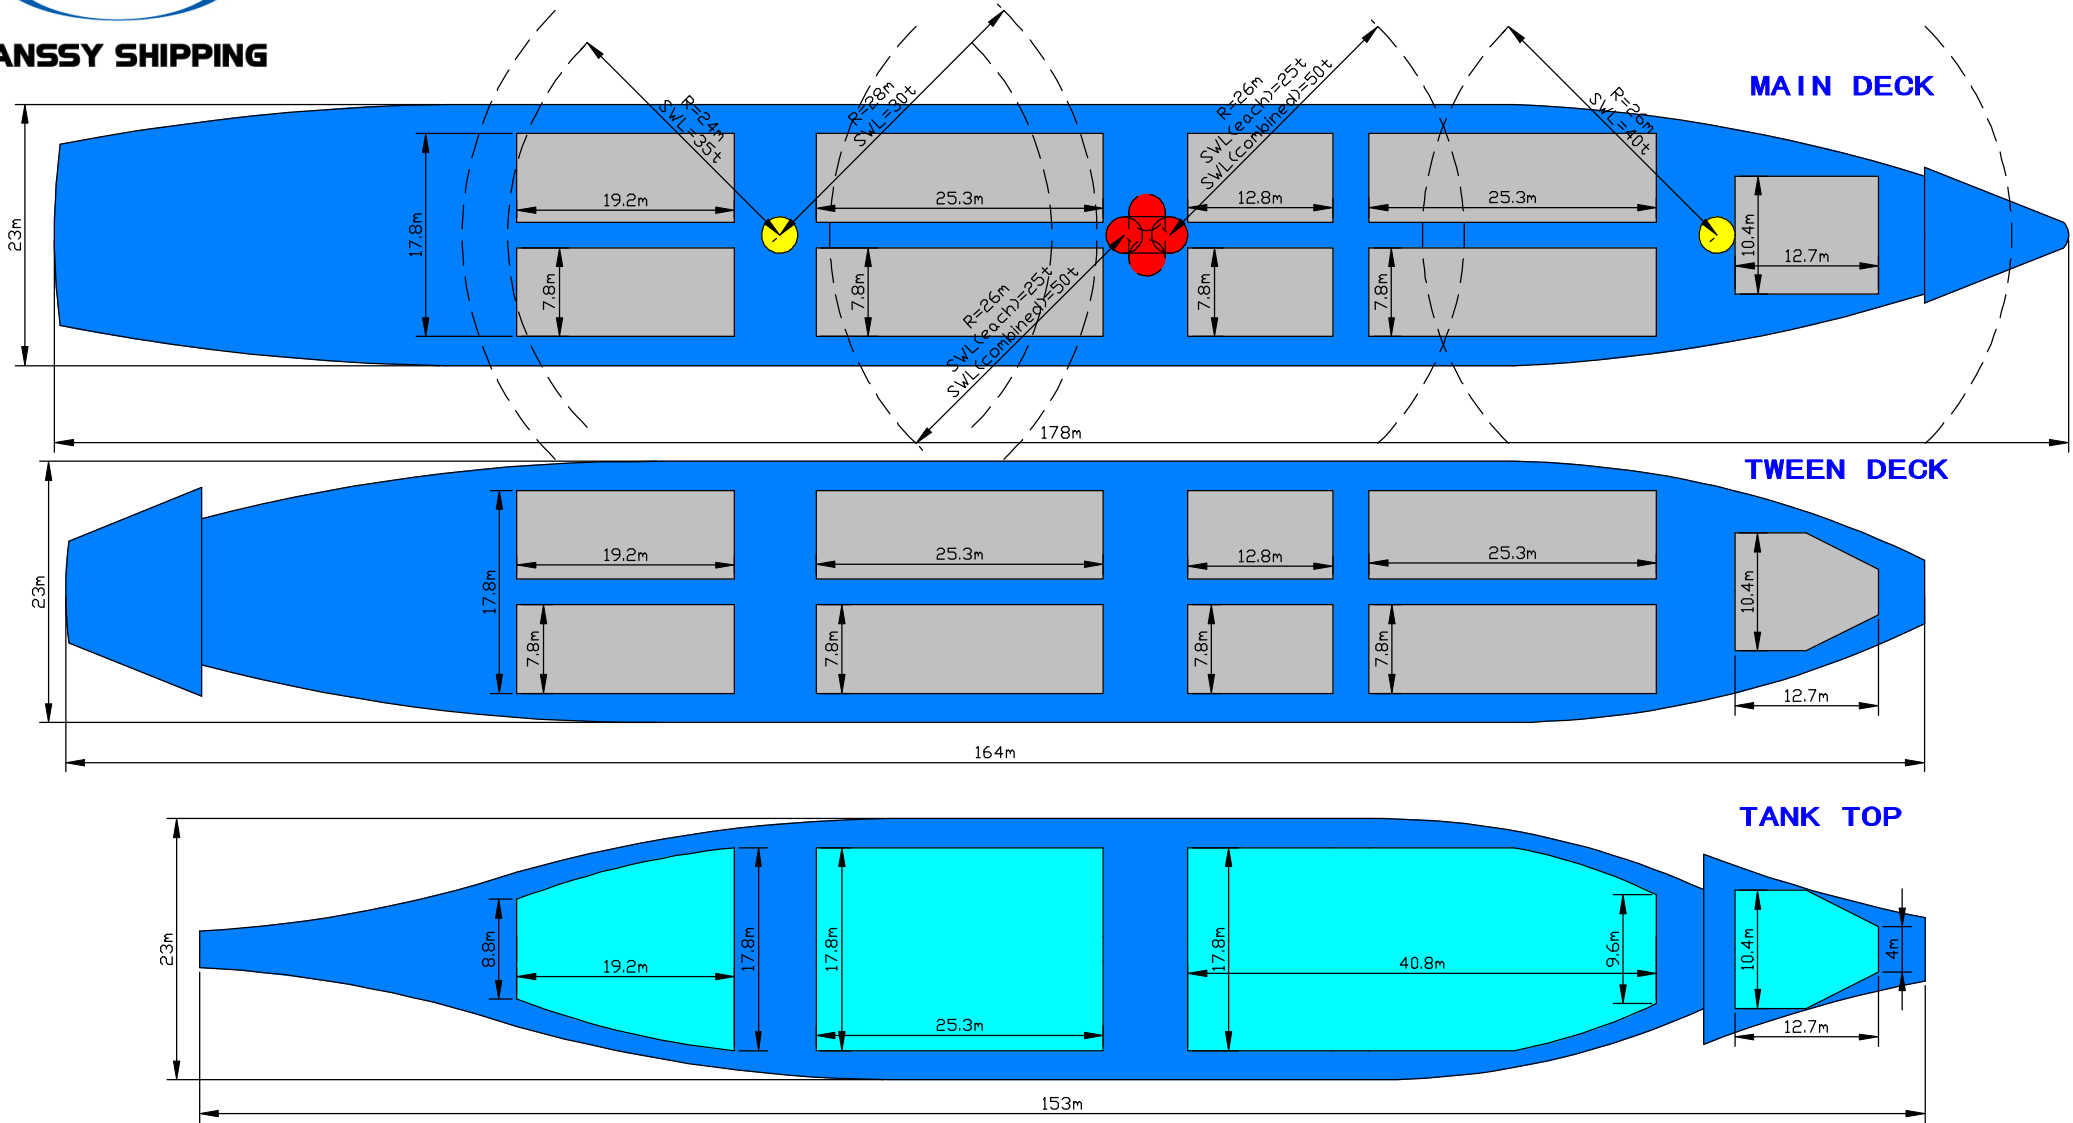 ANSSY SHIPPING
MAIN DECK
R=24m
SWL=35t
R=28m
SWL=30t
R=26m
SWL(each)=25t
SWL(combined)=50t
R=26m
SWL=40t
23m
17.8m
19.2m
25.3m
12.8m
25.3m
10.4m
12.7m
7.8m
7.8m
7.8m
7.8m
R=26m
SWL(each)=25t
SWL(combined)=50t
178m
TWEEN DECK
23m
17.8m
19.2m
25.3m
12.8m
25.3m
10.4m
7.8m
7.8m
7.8m
7.8m
12.7m
164m
TANK TOP
23m
8.8m
19.2m
17.8m
17.8m
25.3m
17.8m
40.8m
9.6m
10.4m
4m
12.7m
153m